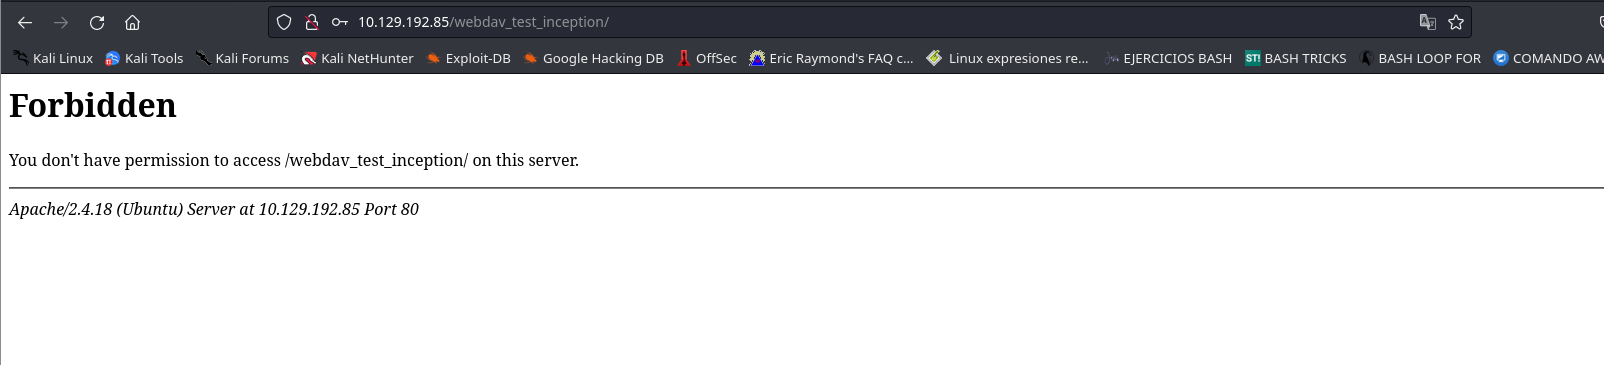 10.129.192.85/webdav_test_inception/
Kali Linux Kali Tools Kali Forums Kali NetHunter Exploit-DB Google Hacking DB OffSec Eric Raymond's FAQ c... Linux expresiones re... EJERCICIOS BASH ST! BASH TRICKS BASH LOOP FOR COMANDO AW
Forbidden
You don't have permission to access /webdav_test_inception/ on this server.
Apache/2.4.18 (Ubuntu) Server at 10.129.192.85 Port 80